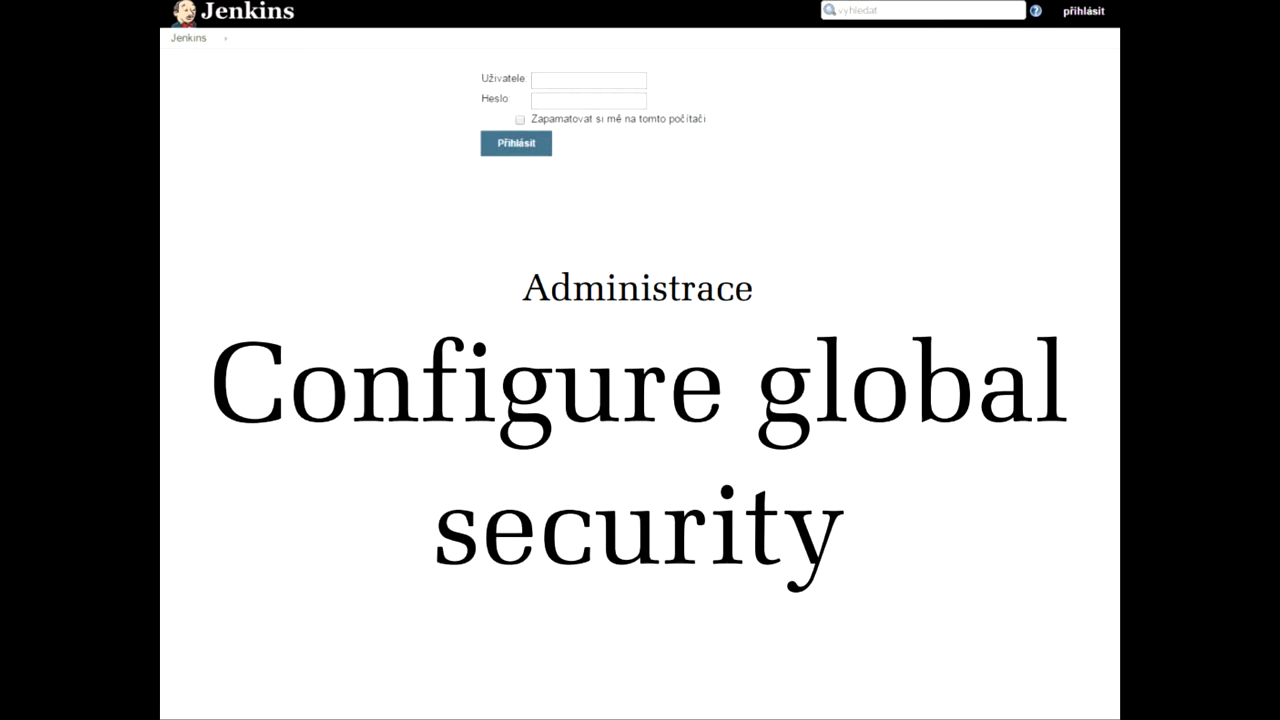 Jenkins
vyhledat
přihlásit
Jenkins
Uživatele:
Heslo:
Zapamatovat si mě na tomto počítači
Přihlásit
Administrace
Configure global
security